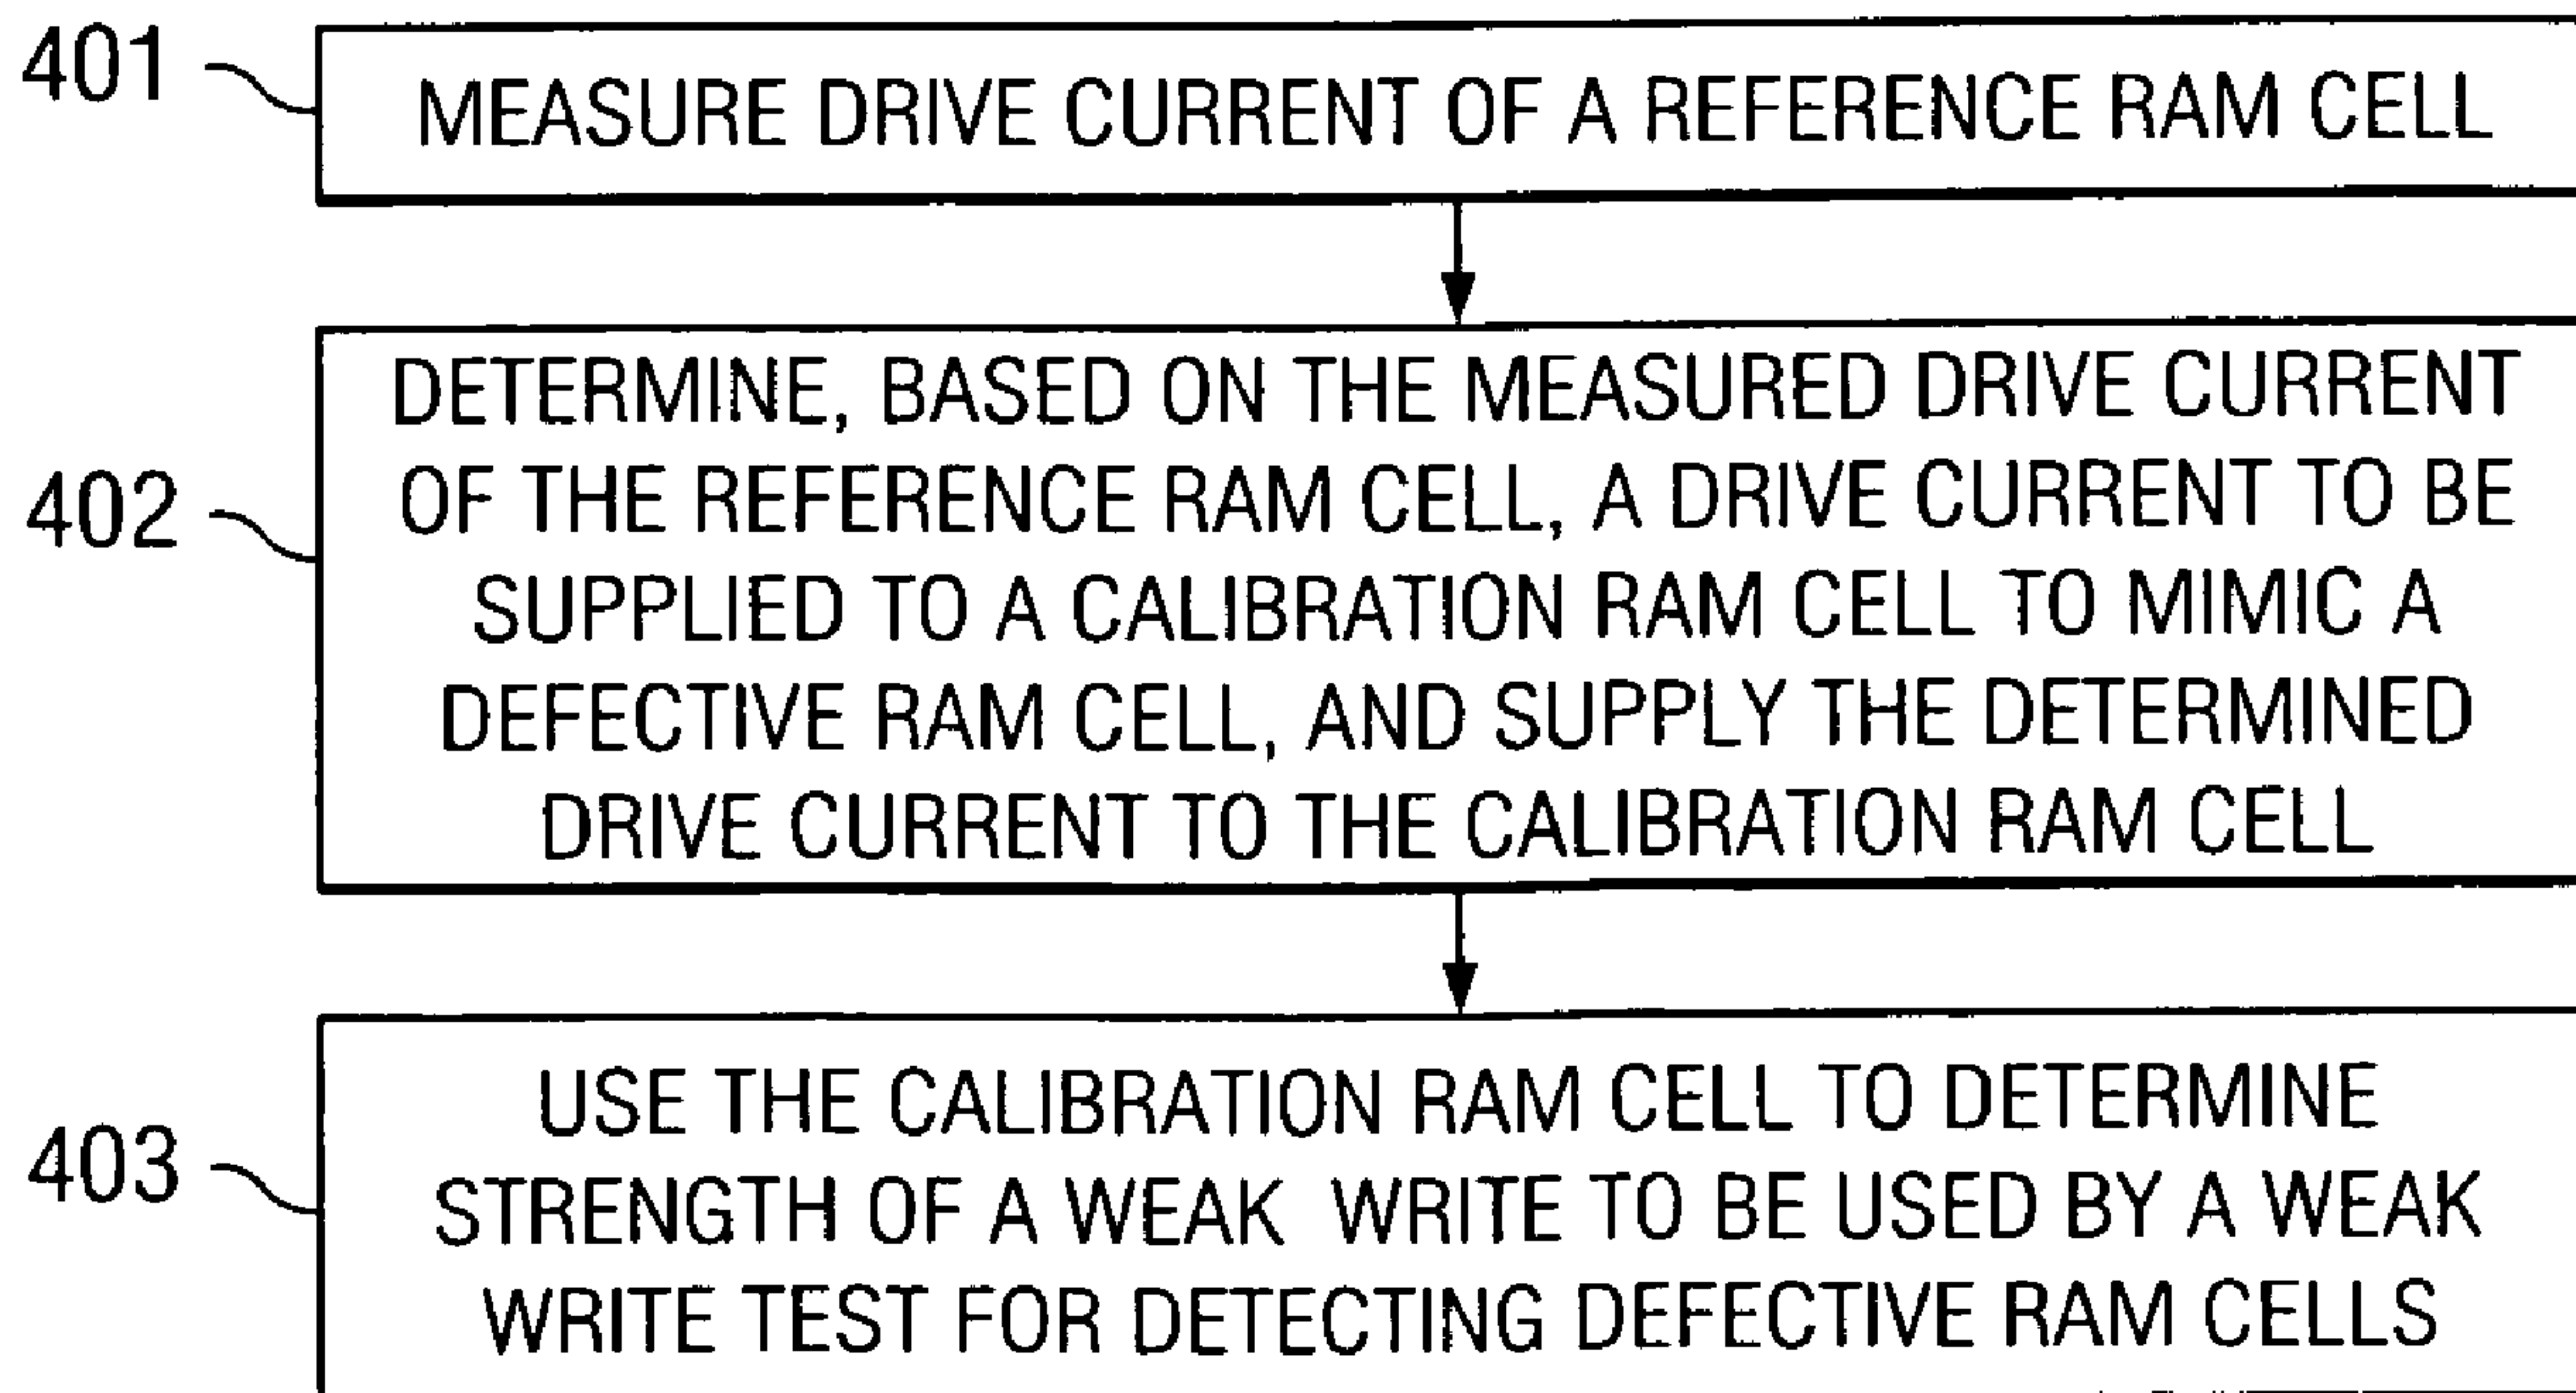 401
MEASURE DRIVE CURRENT OF A REFERENCE RAM CELL
402
DETERMINE, BASED ON THE MEASURED DRIVE CURRENT
OF THE REFERENCE RAM CELL, A DRIVE CURRENT TO BE
SUPPLIED TO A CALIBRATION RAM CELL TO MIMIC A
DEFECTIVE RAM CELL, AND SUPPLY THE DETERMINED
DRIVE CURRENT TO THE CALIBRATION RAM CELL
403
USE THE CALIBRATION RAM CELL TO DETERMINE
STRENGTH OF A WEAK WRITE TO BE USED BY A WEAK
WRITE TEST FOR DETECTING DEFECTIVE RAM CELLS